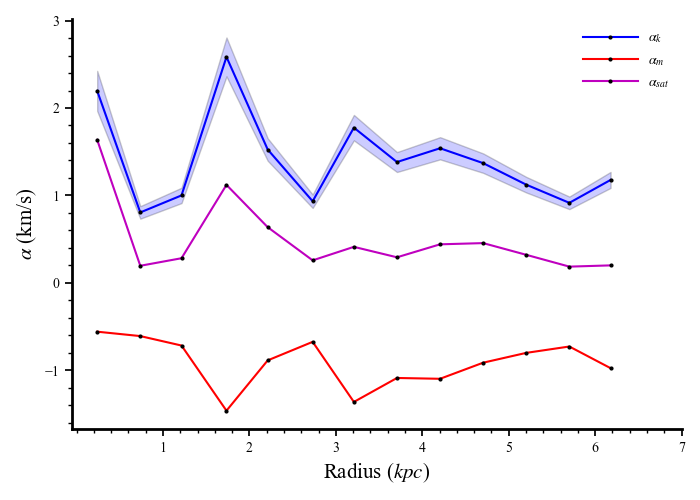 3
2
1
0
−1
α (km/s)
α_k
α_m
α_sat
1 2 3 4 5 6 7
Radius (kpc)